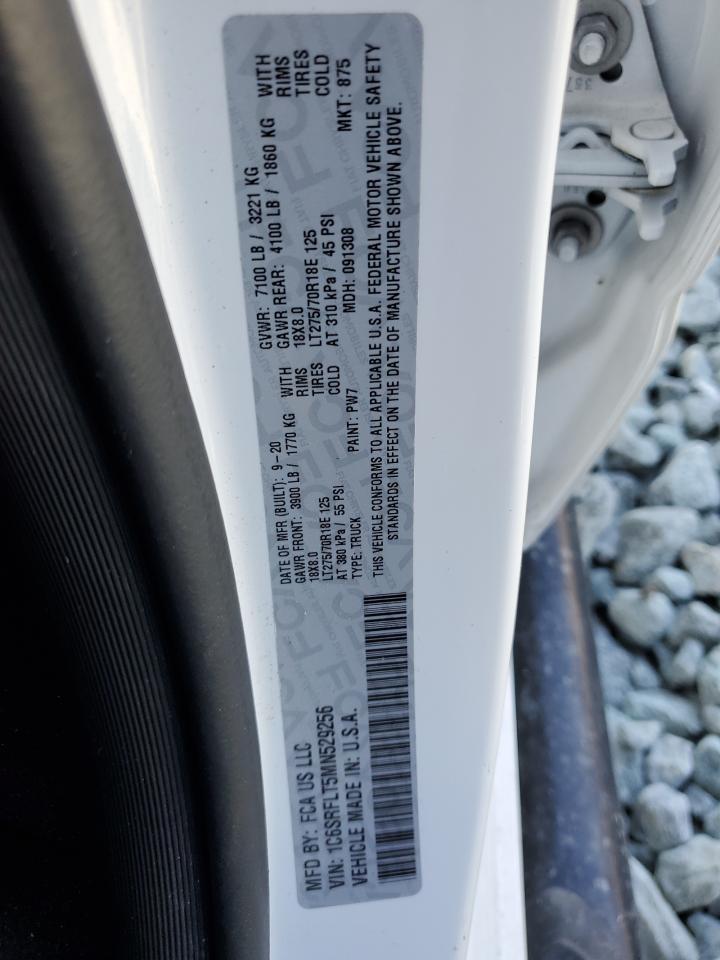 MFD BY: FCA US LLC
DATE OF MFR (BUILT): 9-20 GVWR: 7100 LB / 3221 KG
GAWR FRONT: 3900 LB / 1770 KG WITH GAWR REAR: 4100 LB / 1860 KG WITH
18X8.0 RIMS 18X8.0 RIMS
LT275/70R18E 125 TIRES LT275/70R18E 125 TIRES
AT 380 kPa / 55 PSI COLD AT 310 kPa / 45 PSI COLD
VIN: 1C6SRFLT5MN529256 TYPE: TRUCK PAINT: PW7 MDH: 091308 MKT: 875
VEHICLE MADE IN: U.S.A.
THIS VEHICLE CONFORMS TO ALL APPLICABLE U.S.A. FEDERAL MOTOR VEHICLE SAFETY
STANDARDS IN EFFECT ON THE DATE OF MANUFACTURE SHOWN ABOVE.